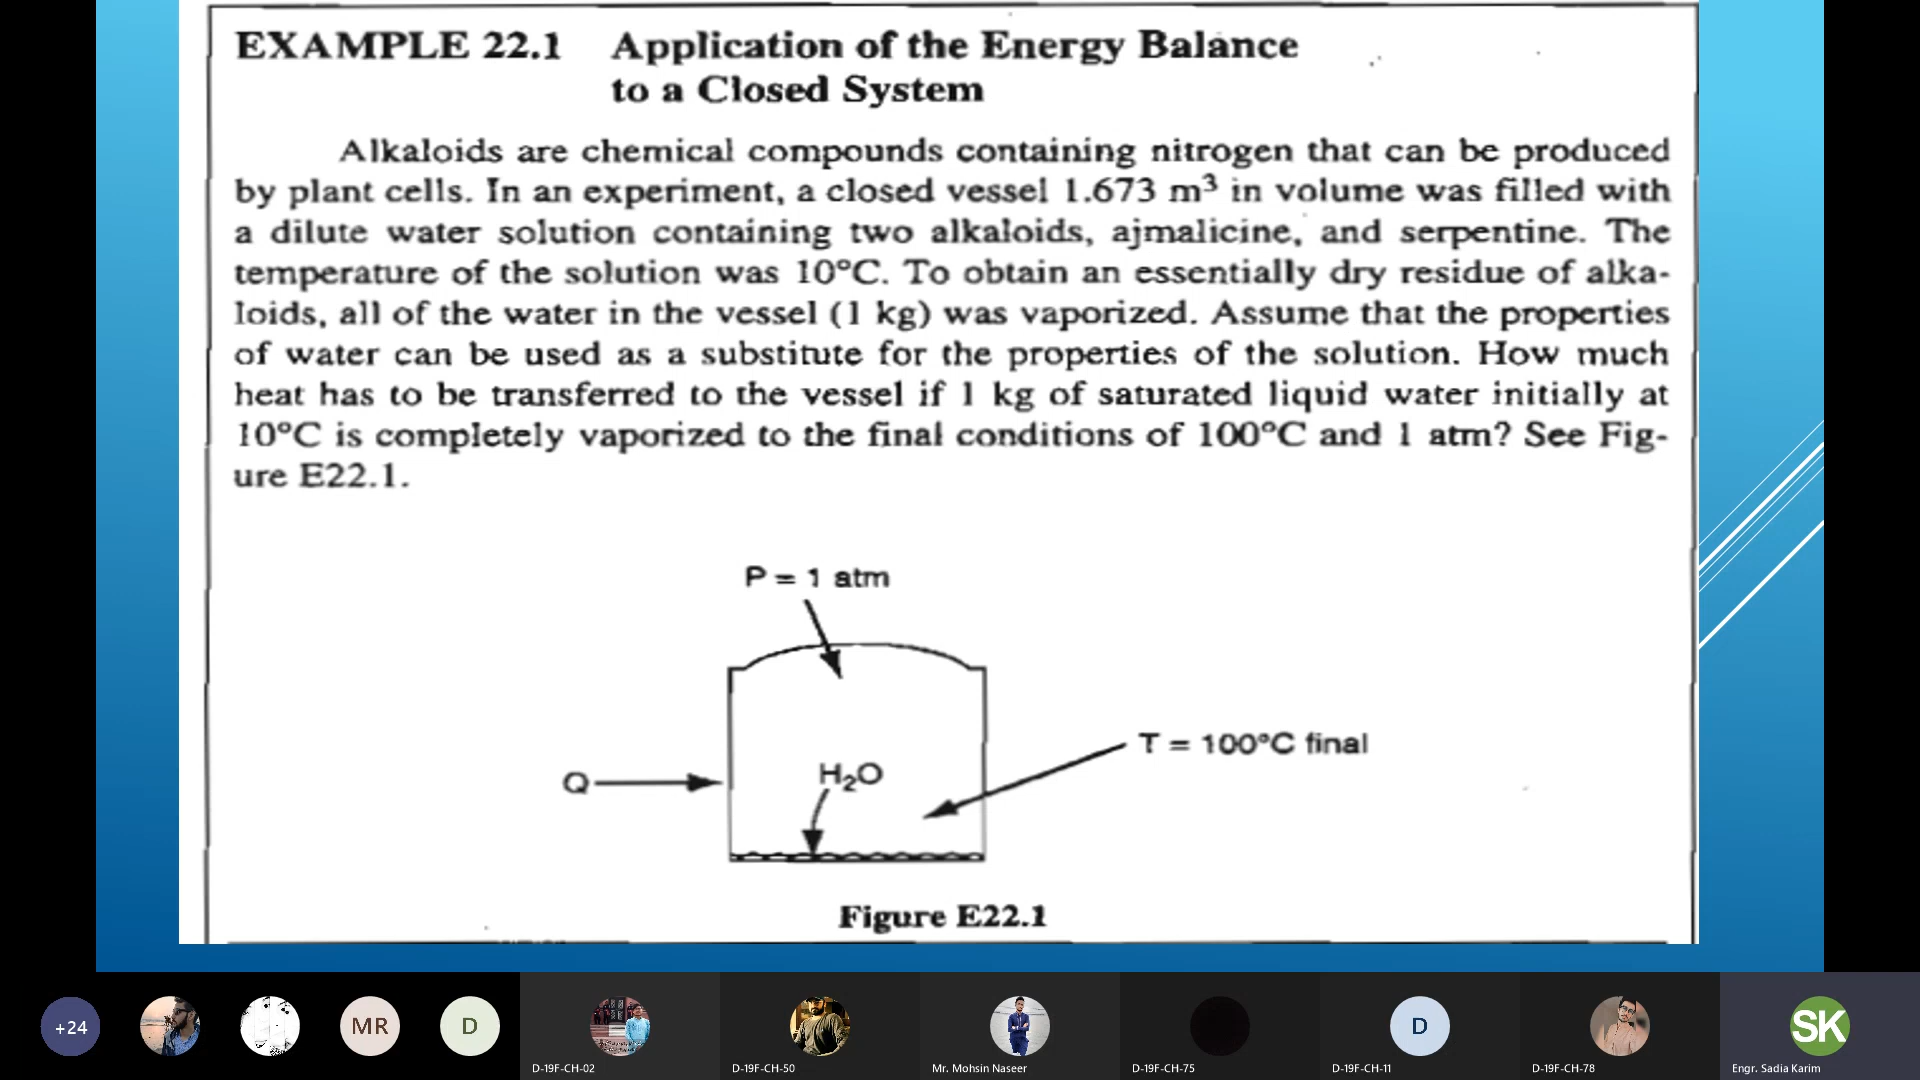 EXAMPLE 22.1 Application of the Energy Balance
to a Closed System
Alkaloids are chemical compounds containing nitrogen that can be produced
by plant cells. In an experiment, a closed vessel 1.673 m³ in volume was filled with
a dilute water solution containing two alkaloids, ajmalicine, and serpentine. The
temperature of the solution was 10°C. To obtain an essentially dry residue of alka-
loids, all of the water in the vessel (1 kg) was vaporized. Assume that the properties
of water can be used as a substitute for the properties of the solution. How much
heat has to be transferred to the vessel if 1 kg of saturated liquid water initially at
10°C is completely vaporized to the final conditions of 100°C and 1 atm? See Fig-
ure E22.1.
P = 1 atm
T = 100°C final
H₂O
Q
Figure E22.1
+24
MR
D
D
SK
D-19F-CH-02
D-19F-CH-50
Mr. Mohsin Naseer
D-19F-CH-75
D-19F-CH-11
D-19F-CH-78
Engr. Sadia Karim